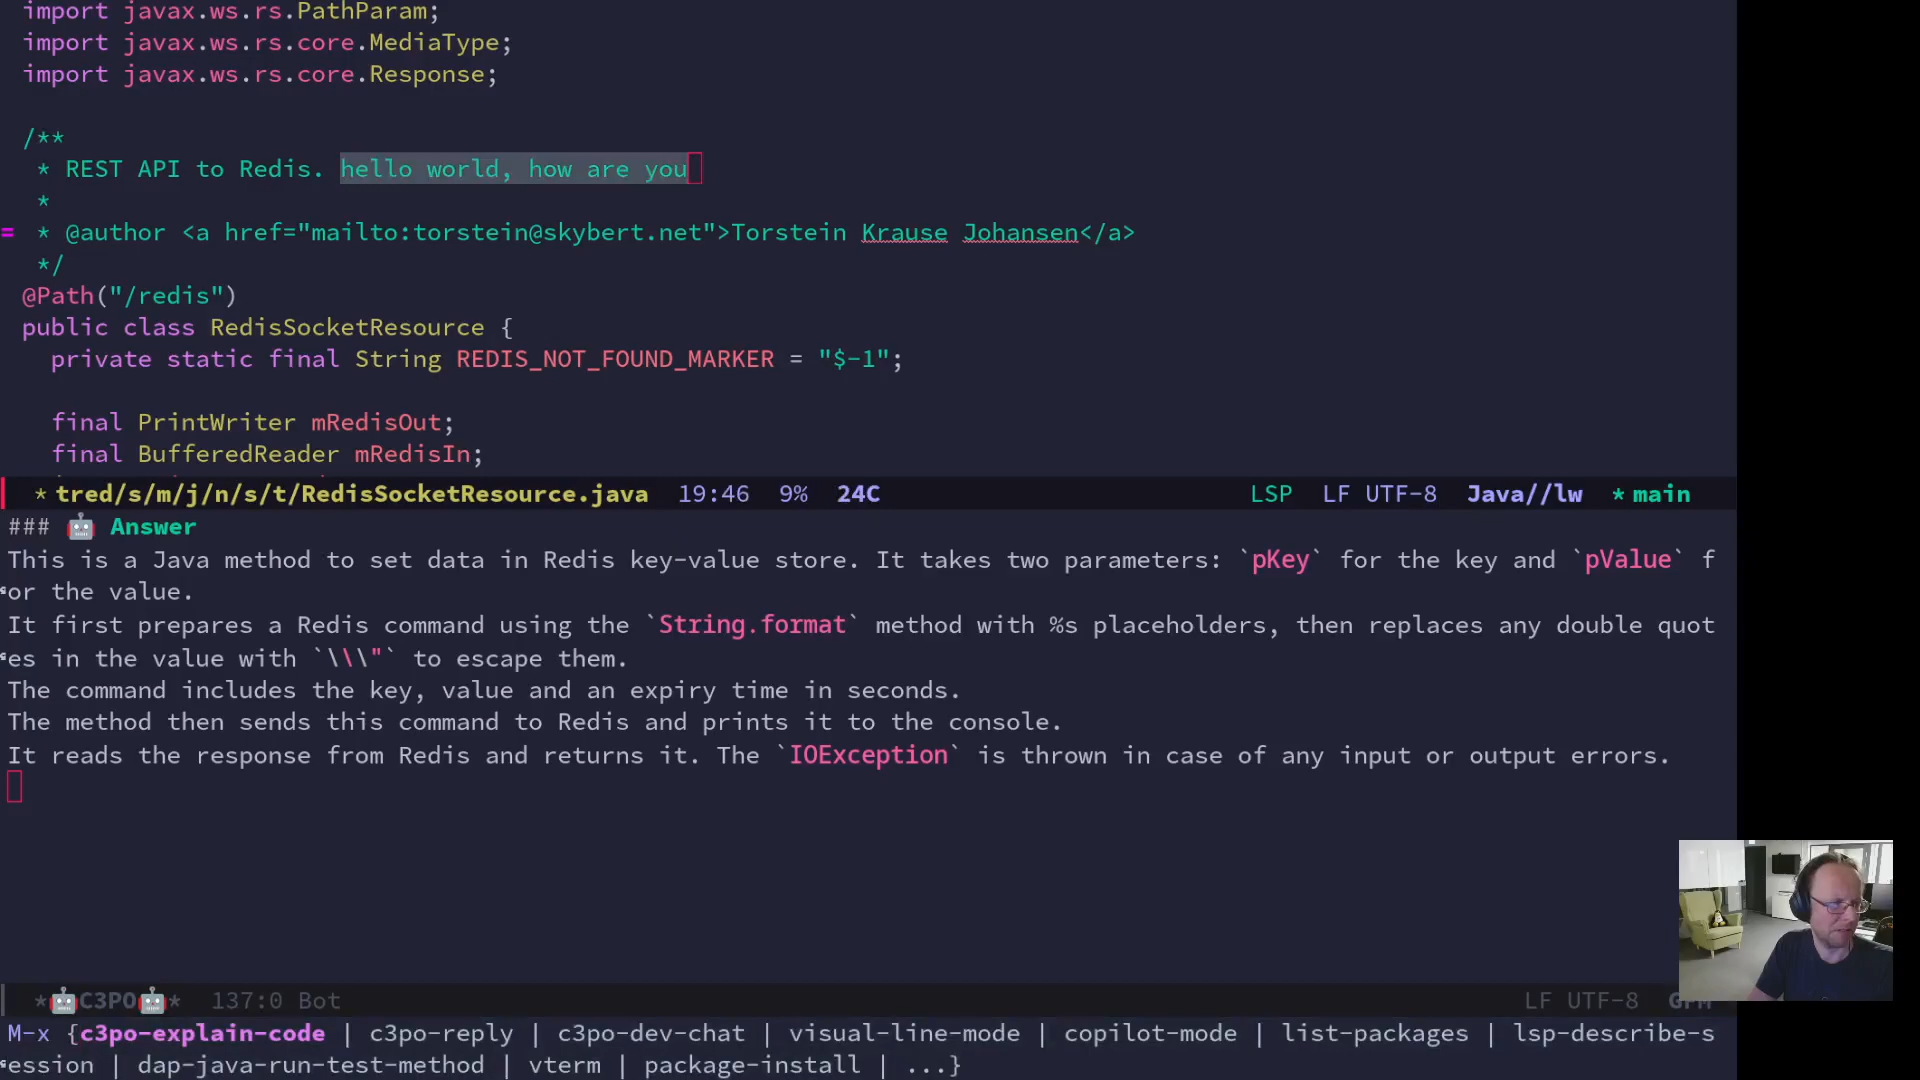 import javax.ws.rs.PathParam;
import javax.ws.rs.core.MediaType;
import javax.ws.rs.core.Response;
/**
* REST API to Redis. hello world, how are you
*
= * @author <a href="mailto:torstein@skybert.net">Torstein Krause Johansen</a>
*/
@Path("/redis")
public class RedisSocketResource {
private static final String REDIS_NOT_FOUND_MARKER = "$-1";
final PrintWriter mRedisOut;
final BufferedReader mRedisIn;
* tred/s/m/j/n/s/t/RedisSocketResource.java 19:46 9% 24C LSP LF UTF-8 Java//lw * main
### 🤖 Answer
This is a Java method to set data in Redis key-value store. It takes two parameters: `pKey` for the key and `pValue` f
or the value.
It first prepares a Redis command using the `String.format` method with %s placeholders, then replaces any double quot
es in the value with `\\\"` to escape them.
The command includes the key, value and an expiry time in seconds.
The method then sends this command to Redis and prints it to the console.
It reads the response from Redis and returns it. The `IOException` is thrown in case of any input or output errors.
*🤖C3PO🤖* 137:0 Bot LF UTF-8 GFM
M-x {c3po-explain-code | c3po-reply | c3po-dev-chat | visual-line-mode | copilot-mode | list-packages | lsp-describe-s
ession | dap-java-run-test-method | vterm | package-install | ...}